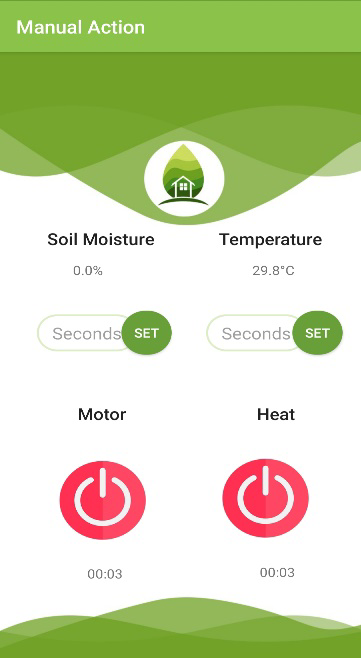 Manual Action
Soil Moisture
Temperature
0.0%
29.8°C
Seconds
SET
Seconds
SET
Motor
Heat
00:03
00:03